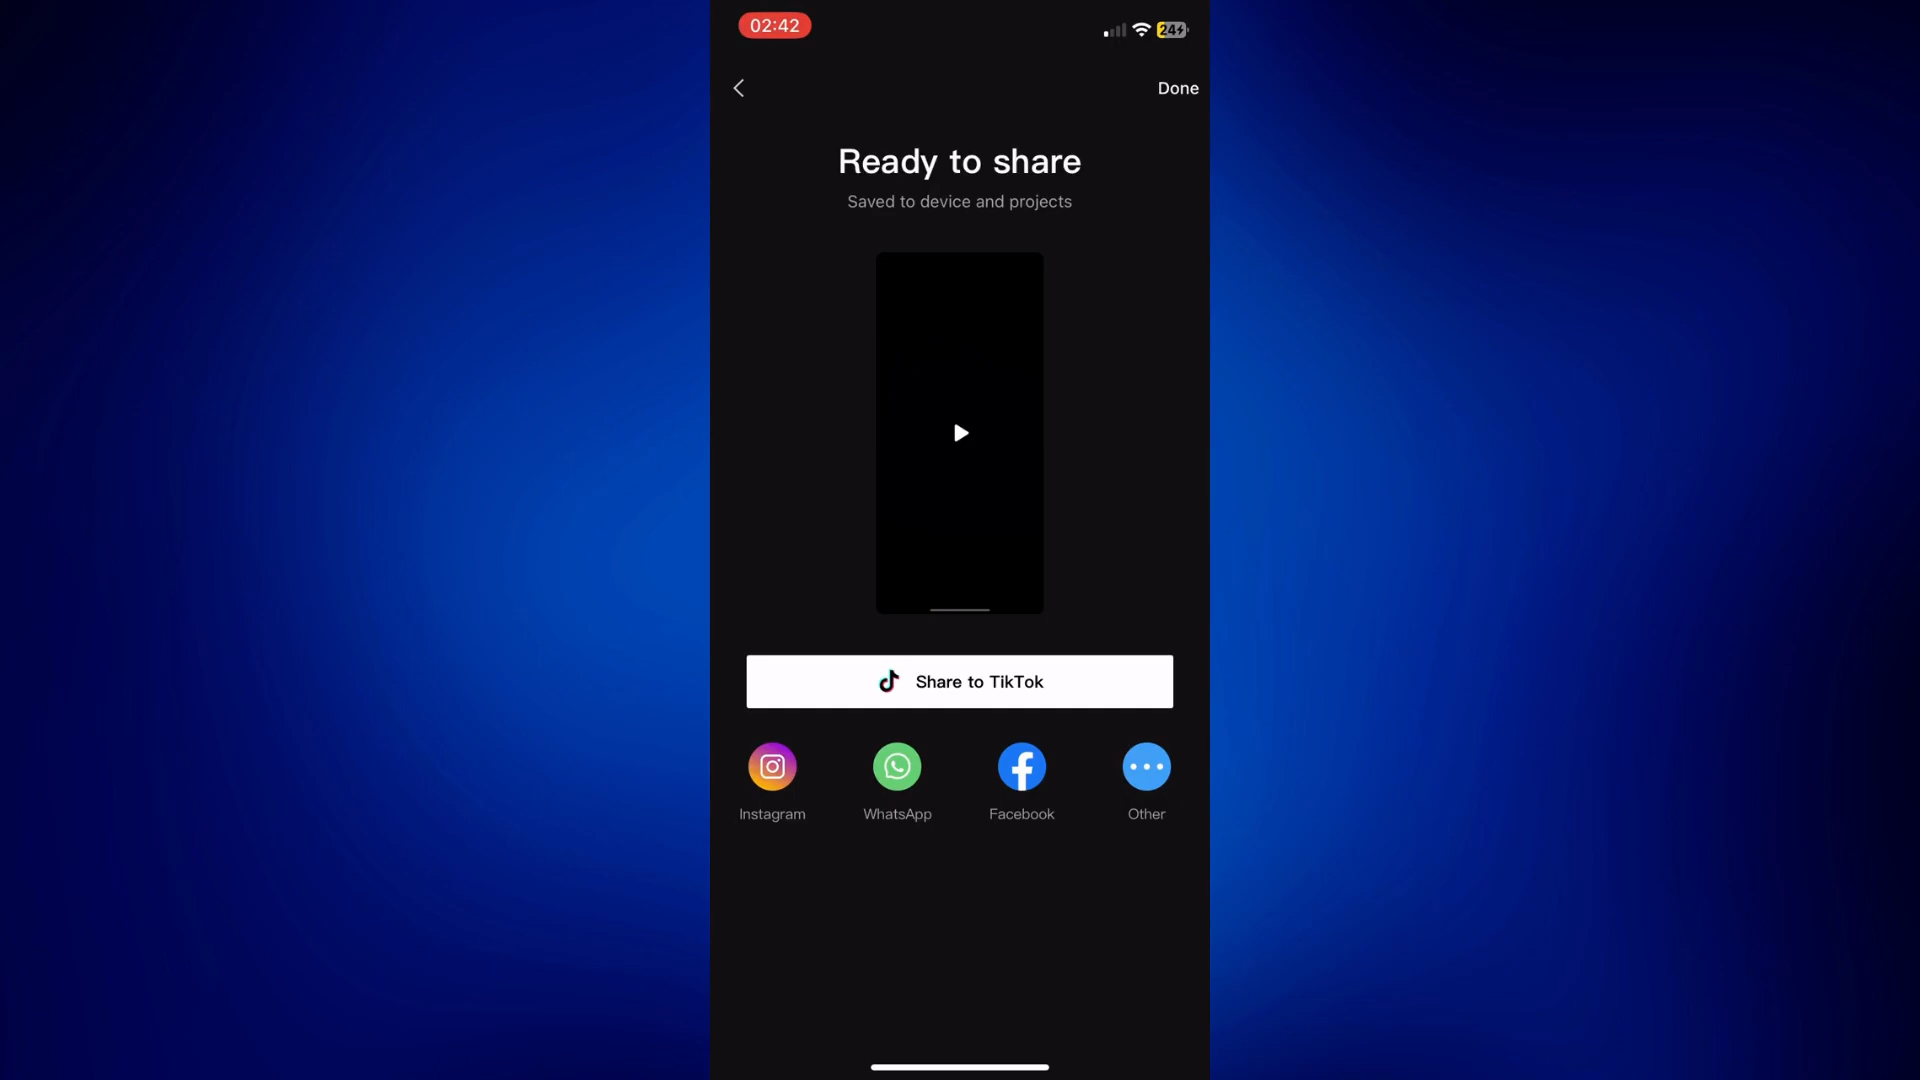 02:42
24
Done
Ready to share
Saved to device and projects
Share to TikTok
Instagram
WhatsApp
Facebook
Other